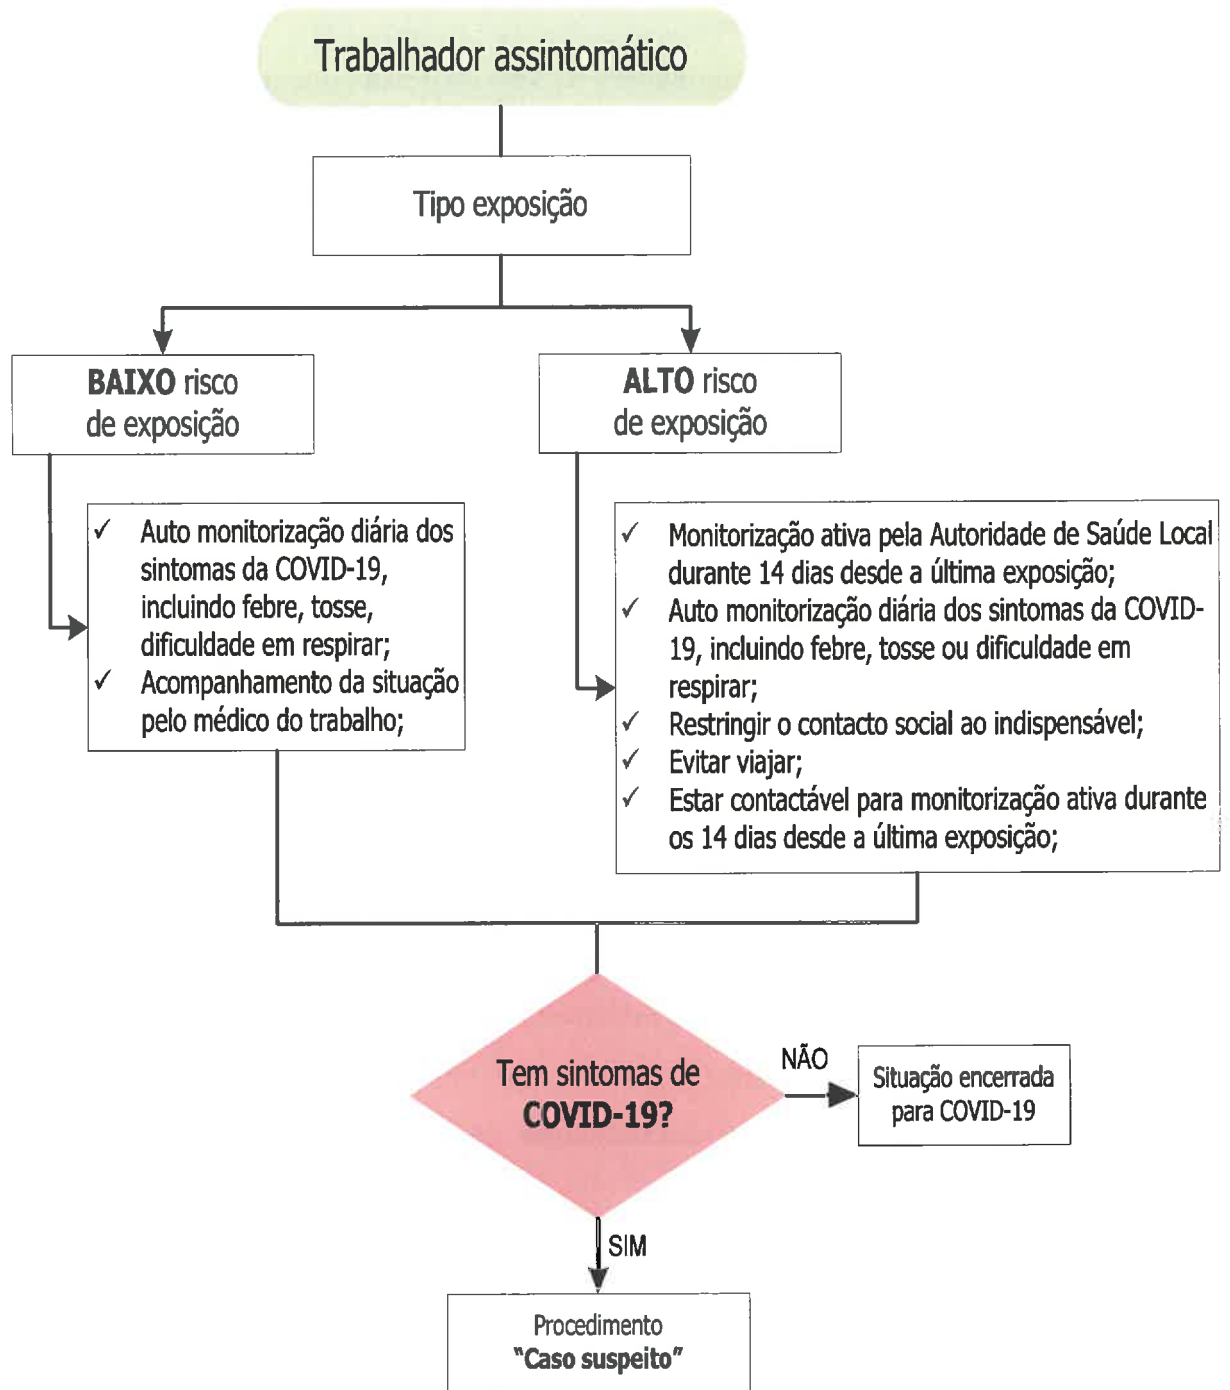 Trabalhador assintomático
Tipo exposição
BAIXO risco
de exposição
ALTO risco
de exposição
✓ Auto monitorização diária dos
sintomas da COVID-19,
incluindo febre, tosse,
dificuldade em respirar;
✓ Acompanhamento da situação
pelo médico do trabalho;
✓ Monitorização ativa pela Autoridade de Saúde Local
durante 14 dias desde a última exposição;
✓ Auto monitorização diária dos sintomas da COVID-
19, incluindo febre, tosse ou dificuldade em
respirar;
✓ Restringir o contacto social ao indispensável;
✓ Evitar viajar;
✓ Estar contactável para monitorização ativa durante
os 14 dias desde a última exposição;
Tem sintomas de
COVID-19?
NÃO
Situação encerrada
para COVID-19
SIM
Procedimento
"Caso suspeito"